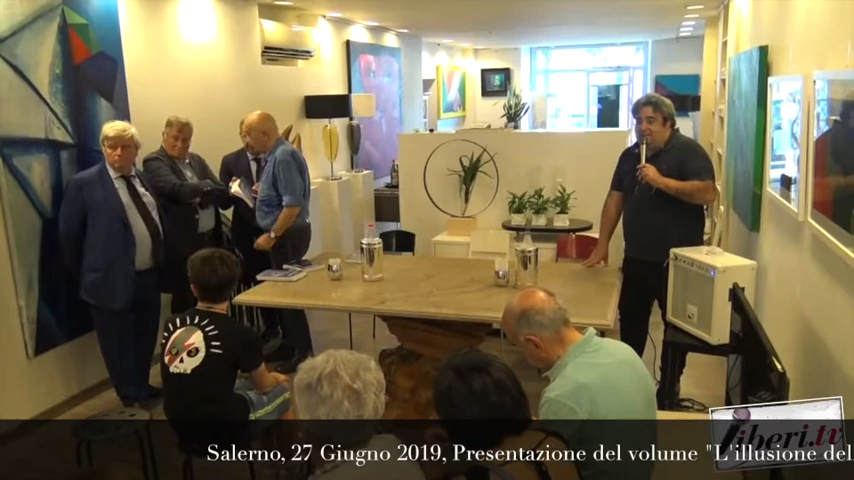 Salerno, 27 Giugno 2019, Presentazione del volume "L'illusione del
liberi.tv